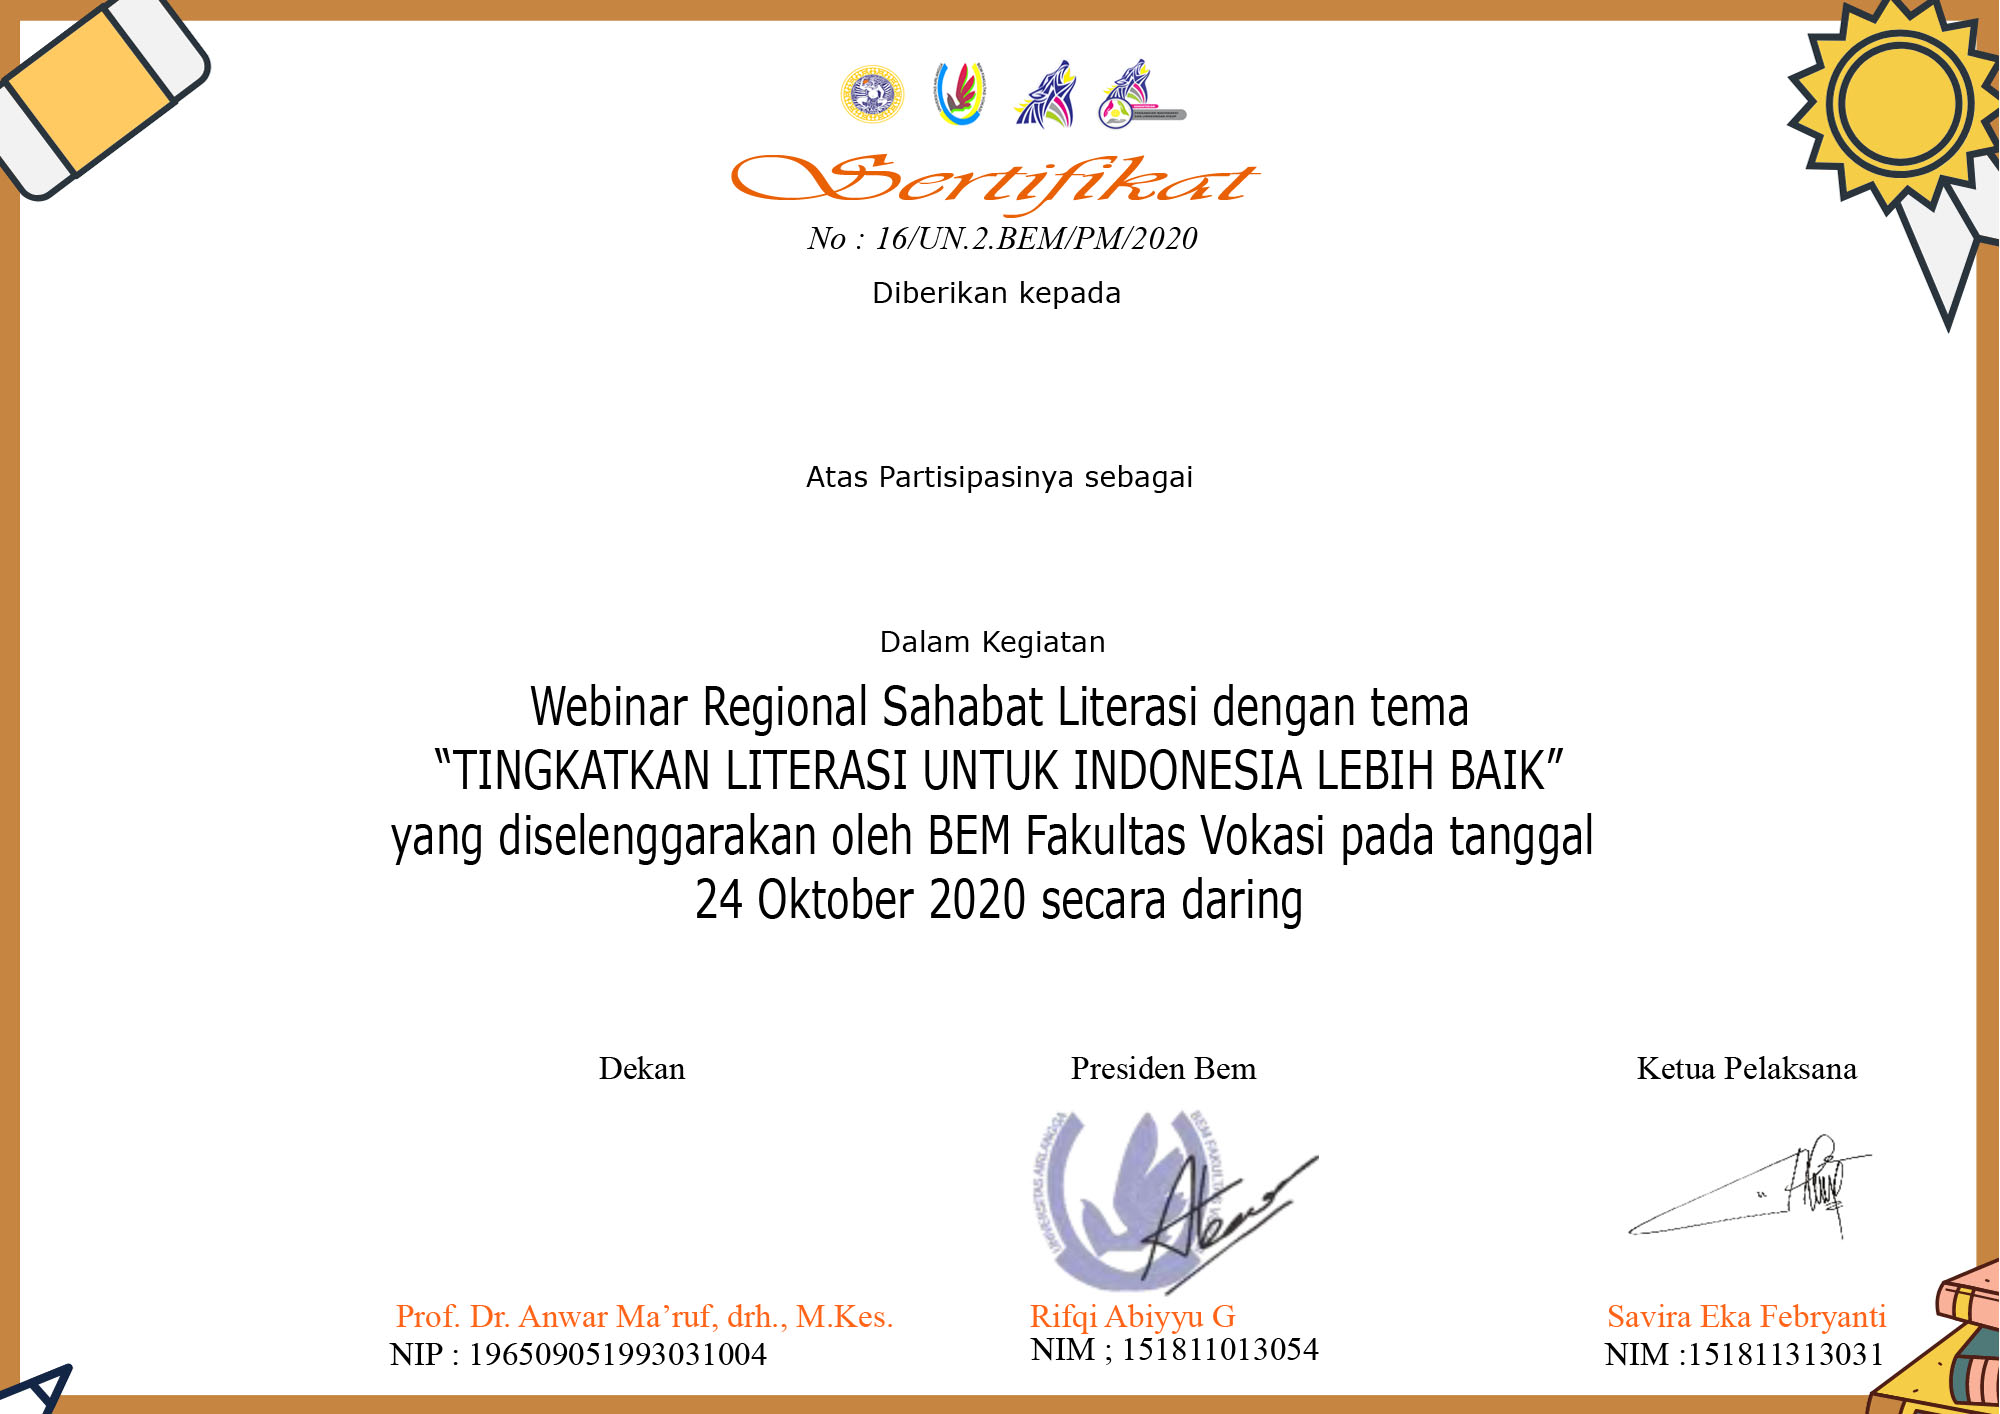 Sertifikat
No : 16/UN.2.BEM/PM/2020
Diberikan kepada
Atas Partisipasinya sebagai
Dalam Kegiatan
Webinar Regional Sahabat Literasi dengan tema
“TINGKATKAN LITERASI UNTUK INDONESIA LEBIH BAIK”
yang diselenggarakan oleh BEM Fakultas Vokasi pada tanggal
24 Oktober 2020 secara daring
Dekan
Presiden Bem
Ketua Pelaksana
UNIVERSITAS AIRLANGGA
BEM FAKULTAS
Prof. Dr. Anwar Ma’ruf, drh., M.Kes.
NIP : 196509051993031004
Rifqi Abiyyu G
NIM ; 151811013054
Savira Eka Febryanti
NIM :151811313031